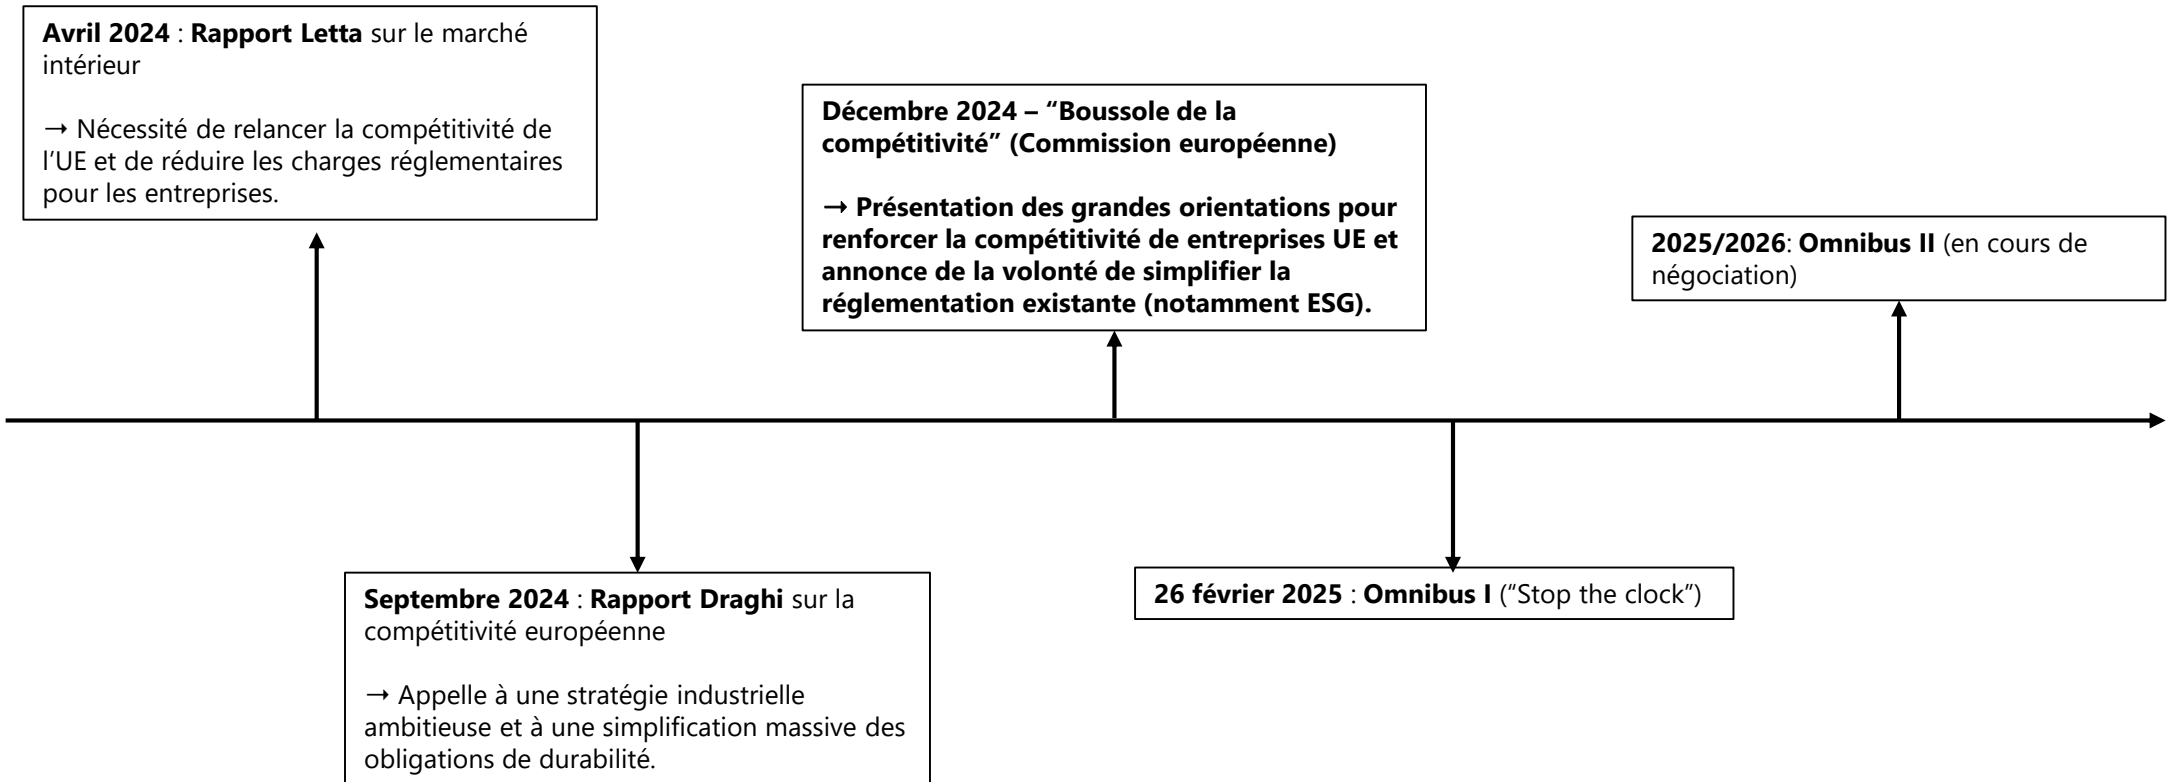 Avril 2024 : Rapport Letta sur le marché
intérieur
→ Nécessité de relancer la compétitivité de
l’UE et de réduire les charges réglementaires
pour les entreprises.
Septembre 2024 : Rapport Draghi sur la
compétitivité européenne
→ Appelle à une stratégie industrielle
ambitieuse et à une simplification massive des
obligations de durabilité.
Décembre 2024 – “Boussole de la
compétitivité” (Commission européenne)
→ Présentation des grandes orientations pour
renforcer la compétitivité de entreprises UE et
annonce de la volonté de simplifier la
réglementation existante (notamment ESG).
26 février 2025 : Omnibus I (“Stop the clock”)
2025/2026: Omnibus II (en cours de
négociation)